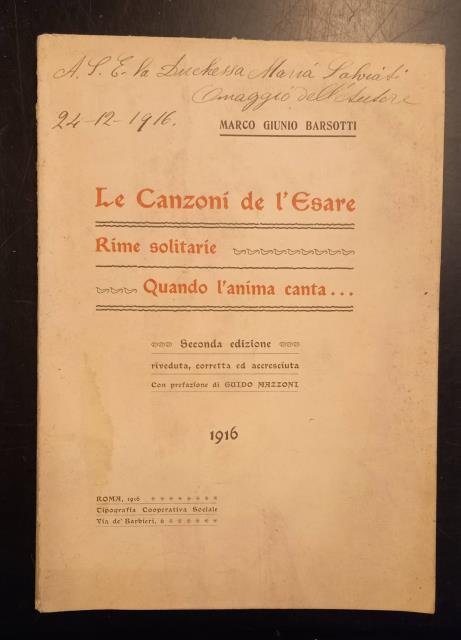 A. S. E. la Duchessa Maria Salviati
Omaggio dell'Autore
24-12-1916.
MARCO GIUNIO BARSOTTI
Le Canzoni de l'Esare
Rime solitarie
Quando l'anima canta...
Seconda edizione
riveduta, corretta ed accresciuta
Con prefazione di GUIDO MAZZONI
1916
ROMA, 1916
Tipografia Cooperativa Sociale
Via de' Barbieri, 6